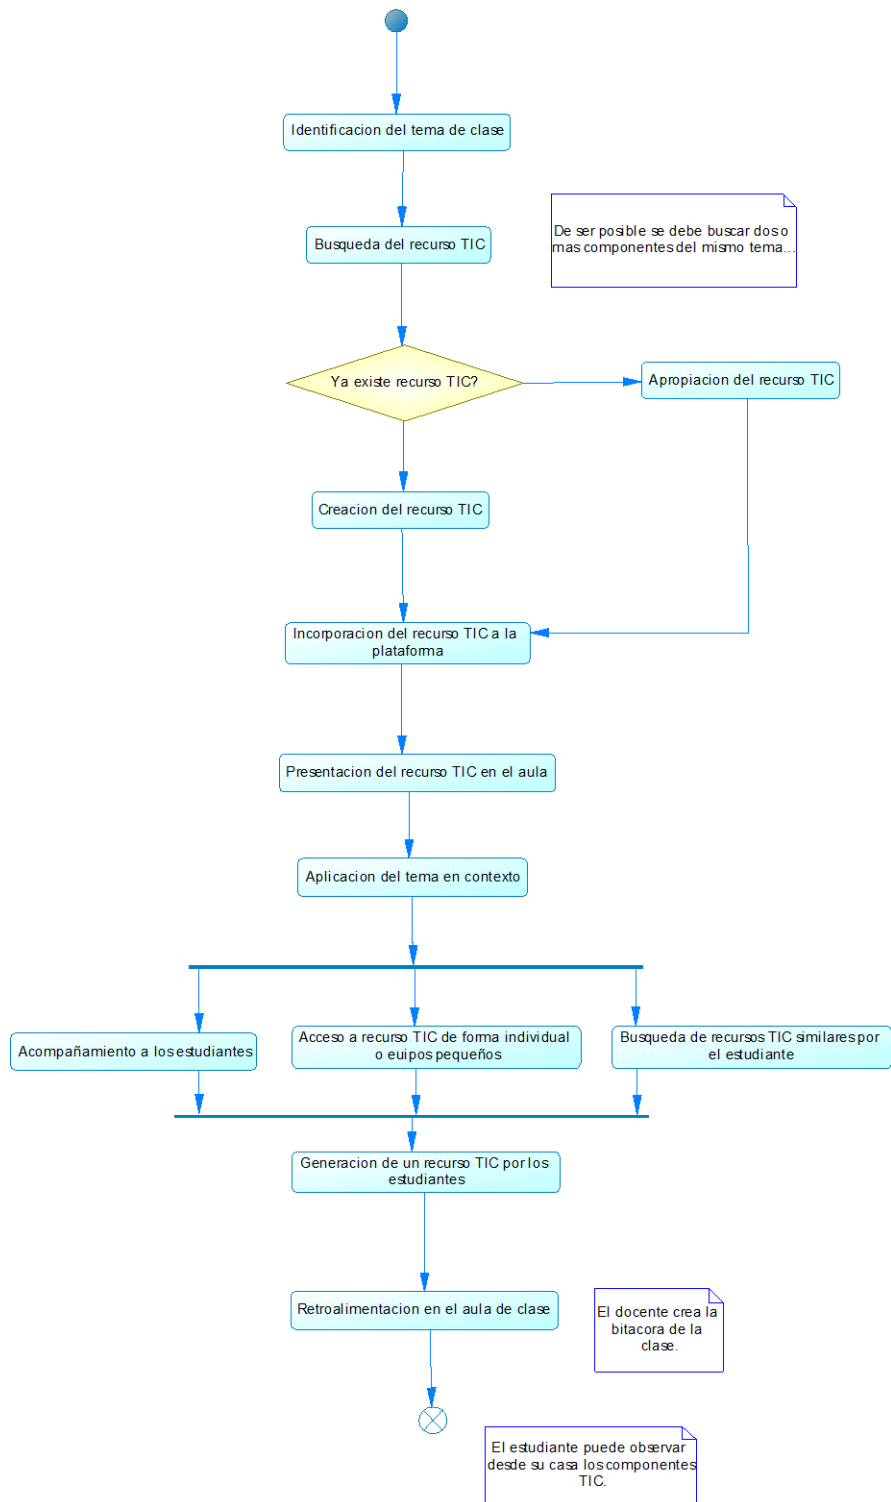 Identificacion del tema de clase
De ser posible se debe buscar dos o
mas componentes del mismo tema...
Busqueda del recurso TIC
Ya existe recurso TIC?
Apropiacion del recurso TIC
Creacion del recurso TIC
Incorporacion del recurso TIC a la
plataforma
Presentacion del recurso TIC en el aula
Aplicacion del tema en contexto
Acompañamiento a los estudiantes
Acceso a recurso TIC de forma individual
o euipos pequeños
Busqueda de recursos TIC similares por
el estudiante
Generacion de un recurso TIC por los
estudiantes
Retroalimentacion en el aula de clase
El docente crea la
bitacora de la
clase.
El estudiante puede observar
desde su casa los componentes
TIC.